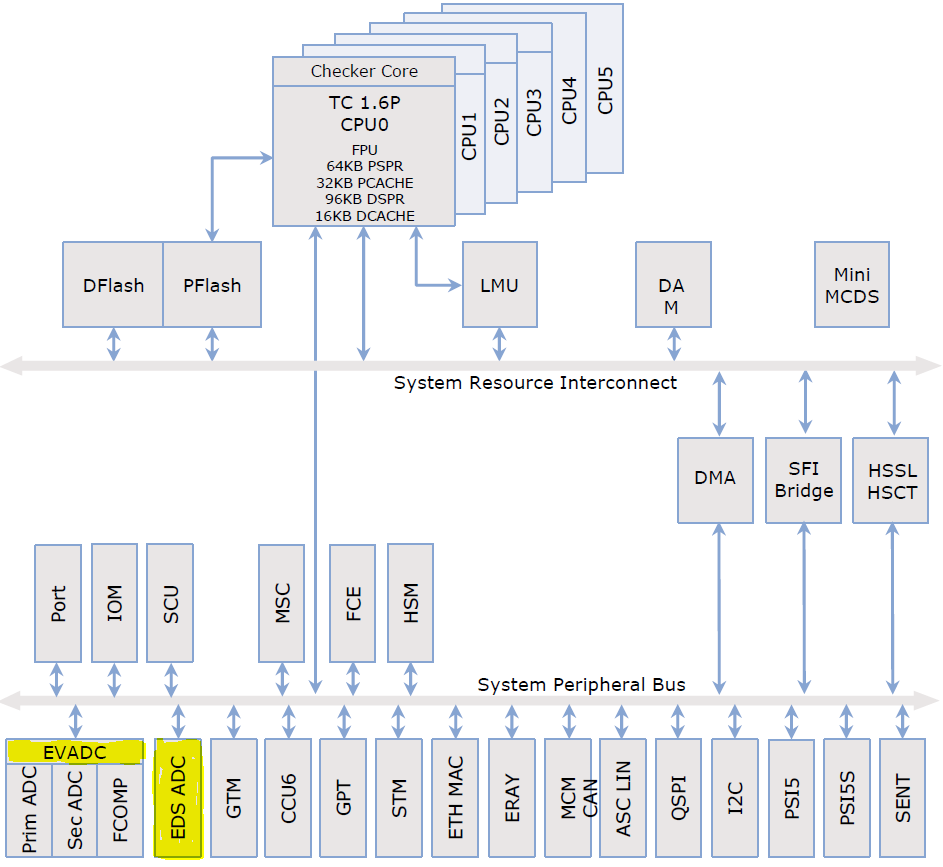 Checker Core
TC 1.6P
CPU0
FPU
64KB PSPR
32KB PCACHE
96KB DSPR
16KB DCACHE
CPU1
CPU2
CPU3
CPU4
CPU5
DFlash
PFlash
LMU
DA
M
Mini
MCDS
System Resource Interconnect
DMA
SFI
Bridge
HSSL
HSCT
Port
IOM
SCU
MSC
FCE
HSM
System Peripheral Bus
EVADC
Prim ADC
Sec ADC
FCOMP
EDS ADC
GTM
CCU6
GPT
STM
ETH MAC
ERAY
MCM
CAN
ASC LIN
QSPI
I2C
PSI5
PSI5S
SENT